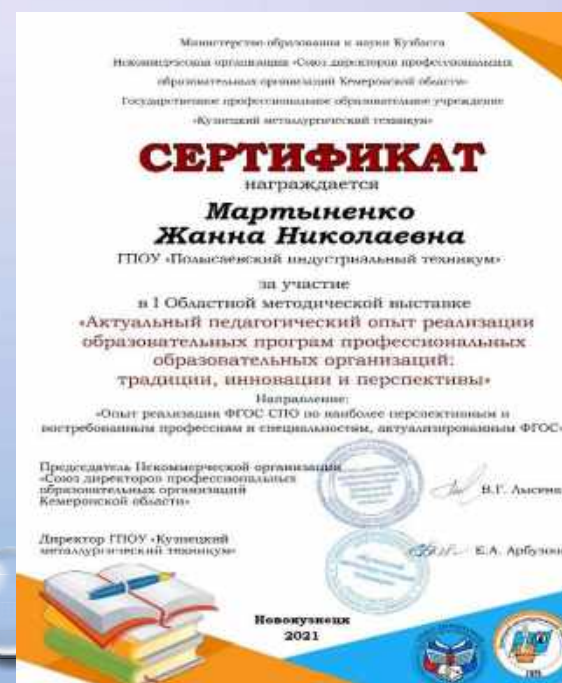 Министерство образования и науки Кузбасса
Некоммерческая организация «Союз директоров профессиональных
образовательных организаций Кемеровской области»
Государственное профессиональное образовательное учреждение
«Кузнецкий металлургический техникум»
СЕРТИФИКАТ
награждается
Мартыненко
Жанна Николаевна
ГПОУ «Полысаевский индустриальный техникум»
за участие
в I Областной методической выставке
«Актуальный педагогический опыт реализации
образовательных програм профессиональных
образовательных организаций:
традиции, инновации и перспективы»
Направление:
«Опыт реализации ФГОС СПО по наиболее перспективным и
востребованным профессиям и специальностям, актуализированным ФГОС»
Председатель Некоммерческой организации
«Союз директоров профессиональных
образовательных организаций
Кемеровской области»
В.Г. Лысенк
Директор ГПОУ «Кузнецкий
металлургический техникум»
Е.А. Арбузов
Новокузнецк
2021